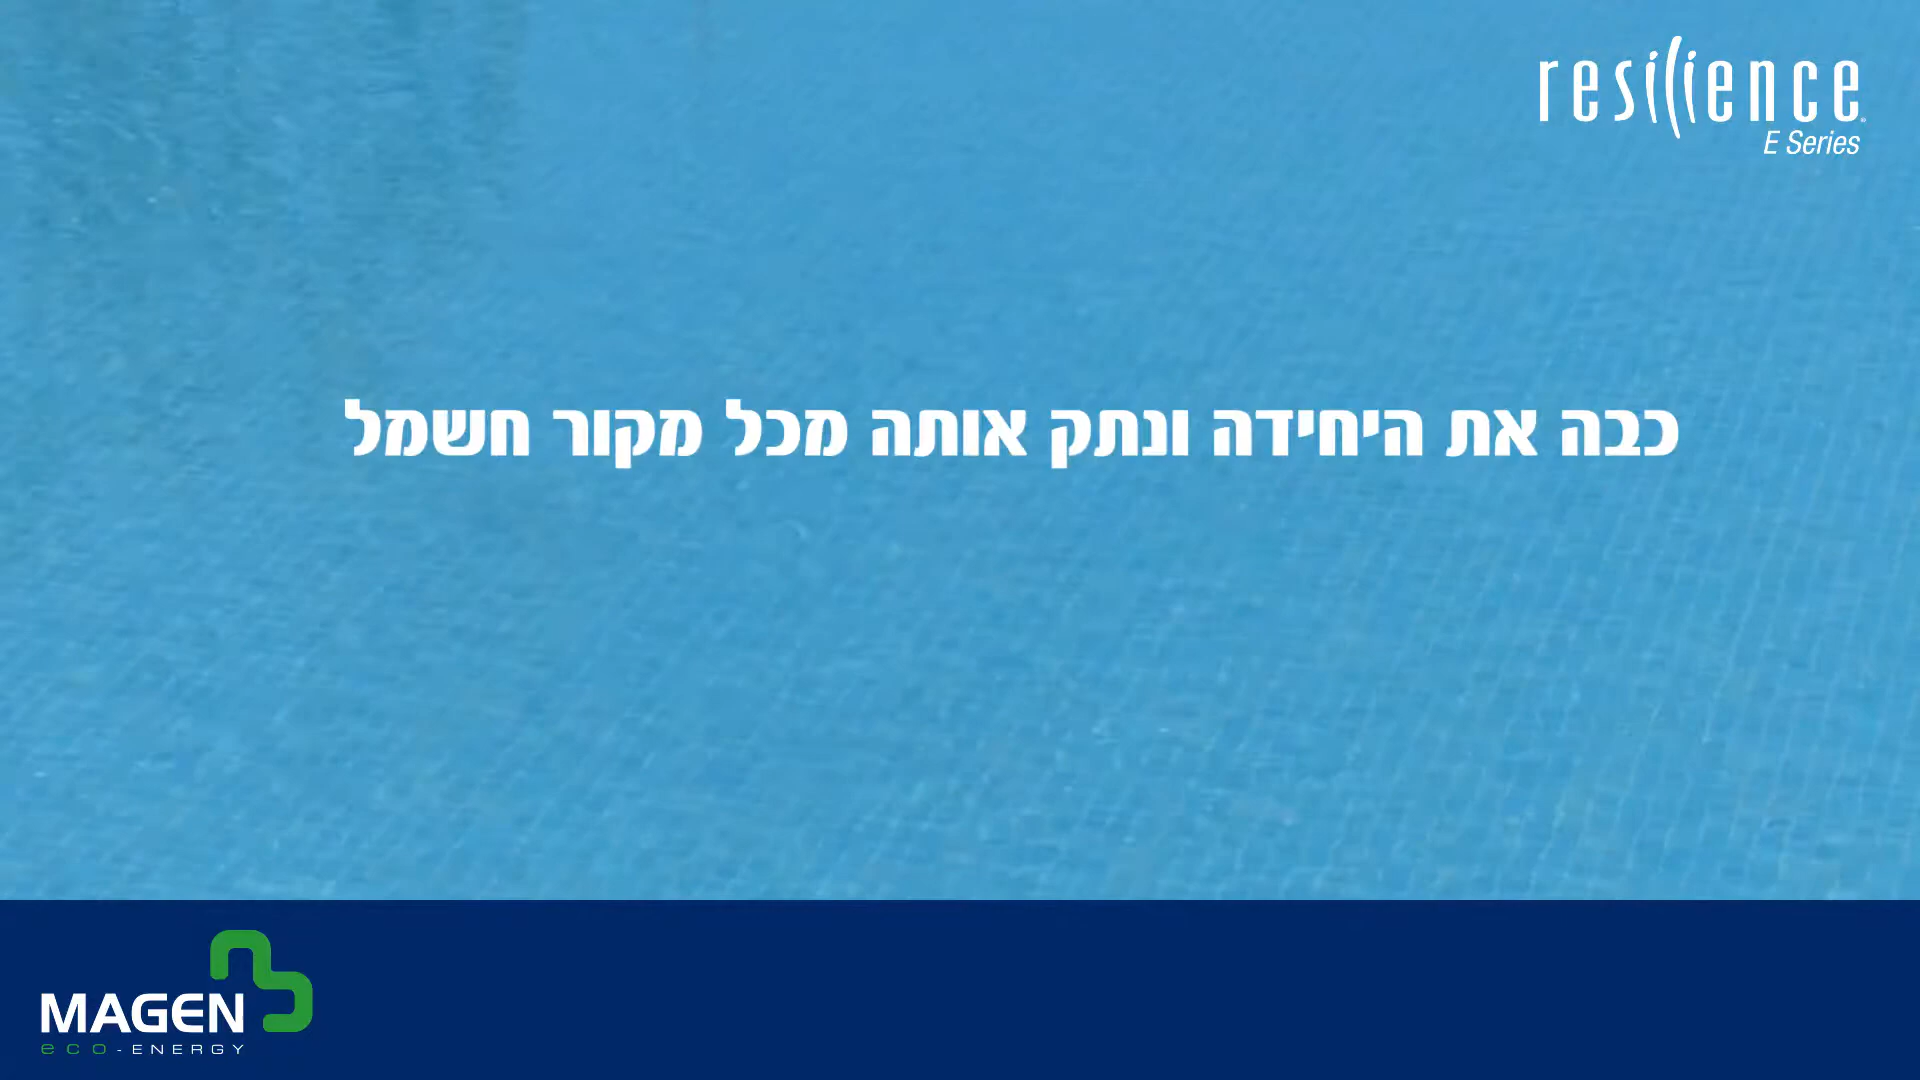 resilience
E Series
כבה את היחידה ונתק אותה מכל מקור חשמל
MAGEN
eco-ENERGY